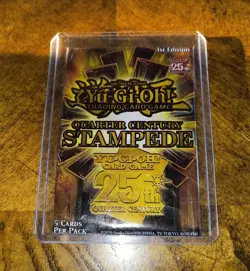 1st Edition
25th
Yu-Gi-Oh!
TRADING CARD GAME
QUARTER CENTURY
STAMPEDE
YU-GI-OH!
CARD GAME
25th
QUARTER CENTURY
5 CARDS
PER PACK